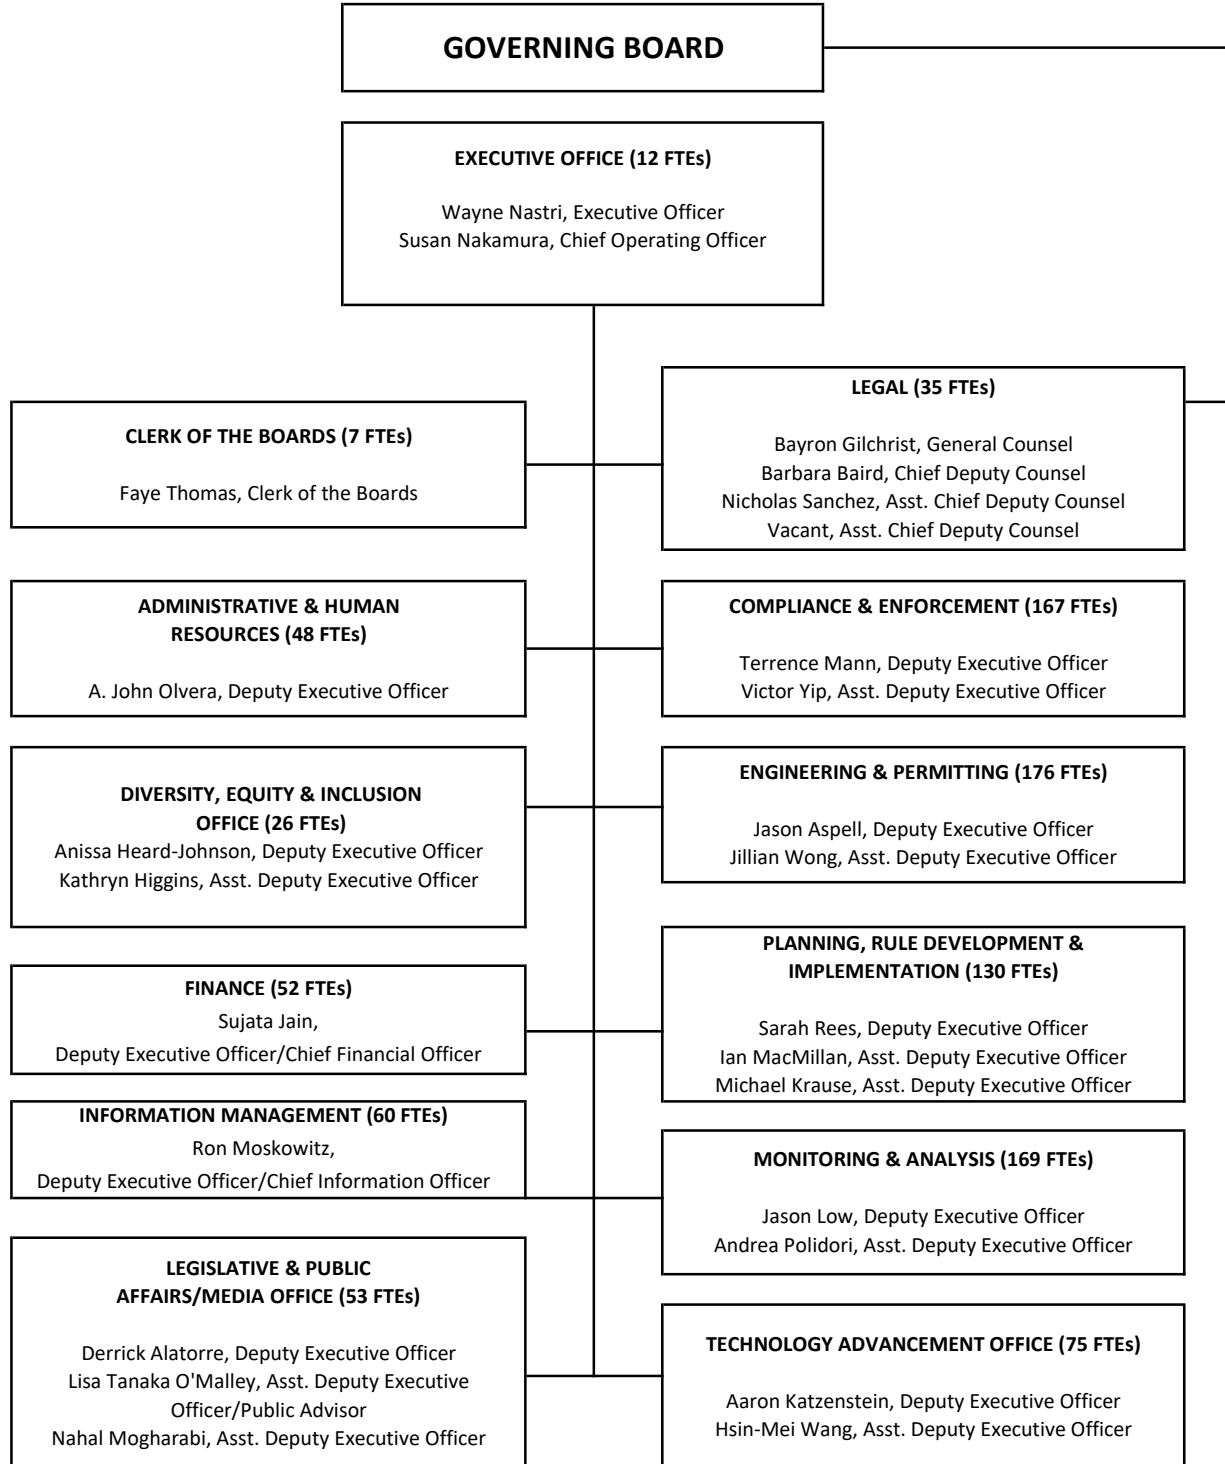 GOVERNING BOARD
EXECUTIVE OFFICE (12 FTEs)
Wayne Nastri, Executive Officer
Susan Nakamura, Chief Operating Officer
CLERK OF THE BOARDS (7 FTEs)
Faye Thomas, Clerk of the Boards
LEGAL (35 FTEs)
Bayron Gilchrist, General Counsel
Barbara Baird, Chief Deputy Counsel
Nicholas Sanchez, Asst. Chief Deputy Counsel
Vacant, Asst. Chief Deputy Counsel
ADMINISTRATIVE & HUMAN
RESOURCES (48 FTEs)
A. John Olvera, Deputy Executive Officer
COMPLIANCE & ENFORCEMENT (167 FTEs)
Terrence Mann, Deputy Executive Officer
Victor Yip, Asst. Deputy Executive Officer
DIVERSITY, EQUITY & INCLUSION
OFFICE (26 FTEs)
Anissa Heard-Johnson, Deputy Executive Officer
Kathryn Higgins, Asst. Deputy Executive Officer
ENGINEERING & PERMITTING (176 FTEs)
Jason Aspell, Deputy Executive Officer
Jillian Wong, Asst. Deputy Executive Officer
FINANCE (52 FTEs)
Sujata Jain,
Deputy Executive Officer/Chief Financial Officer
PLANNING, RULE DEVELOPMENT &
IMPLEMENTATION (130 FTEs)
Sarah Rees, Deputy Executive Officer
Ian MacMillan, Asst. Deputy Executive Officer
Michael Krause, Asst. Deputy Executive Officer
INFORMATION MANAGEMENT (60 FTEs)
Ron Moskowitz,
Deputy Executive Officer/Chief Information Officer
MONITORING & ANALYSIS (169 FTEs)
Jason Low, Deputy Executive Officer
Andrea Polidori, Asst. Deputy Executive Officer
LEGISLATIVE & PUBLIC
AFFAIRS/MEDIA OFFICE (53 FTEs)
Derrick Alatorre, Deputy Executive Officer
Lisa Tanaka O'Malley, Asst. Deputy Executive
Officer/Public Advisor
Nahal Mogharabi, Asst. Deputy Executive Officer
TECHNOLOGY ADVANCEMENT OFFICE (75 FTEs)
Aaron Katzenstein, Deputy Executive Officer
Hsin-Mei Wang, Asst. Deputy Executive Officer